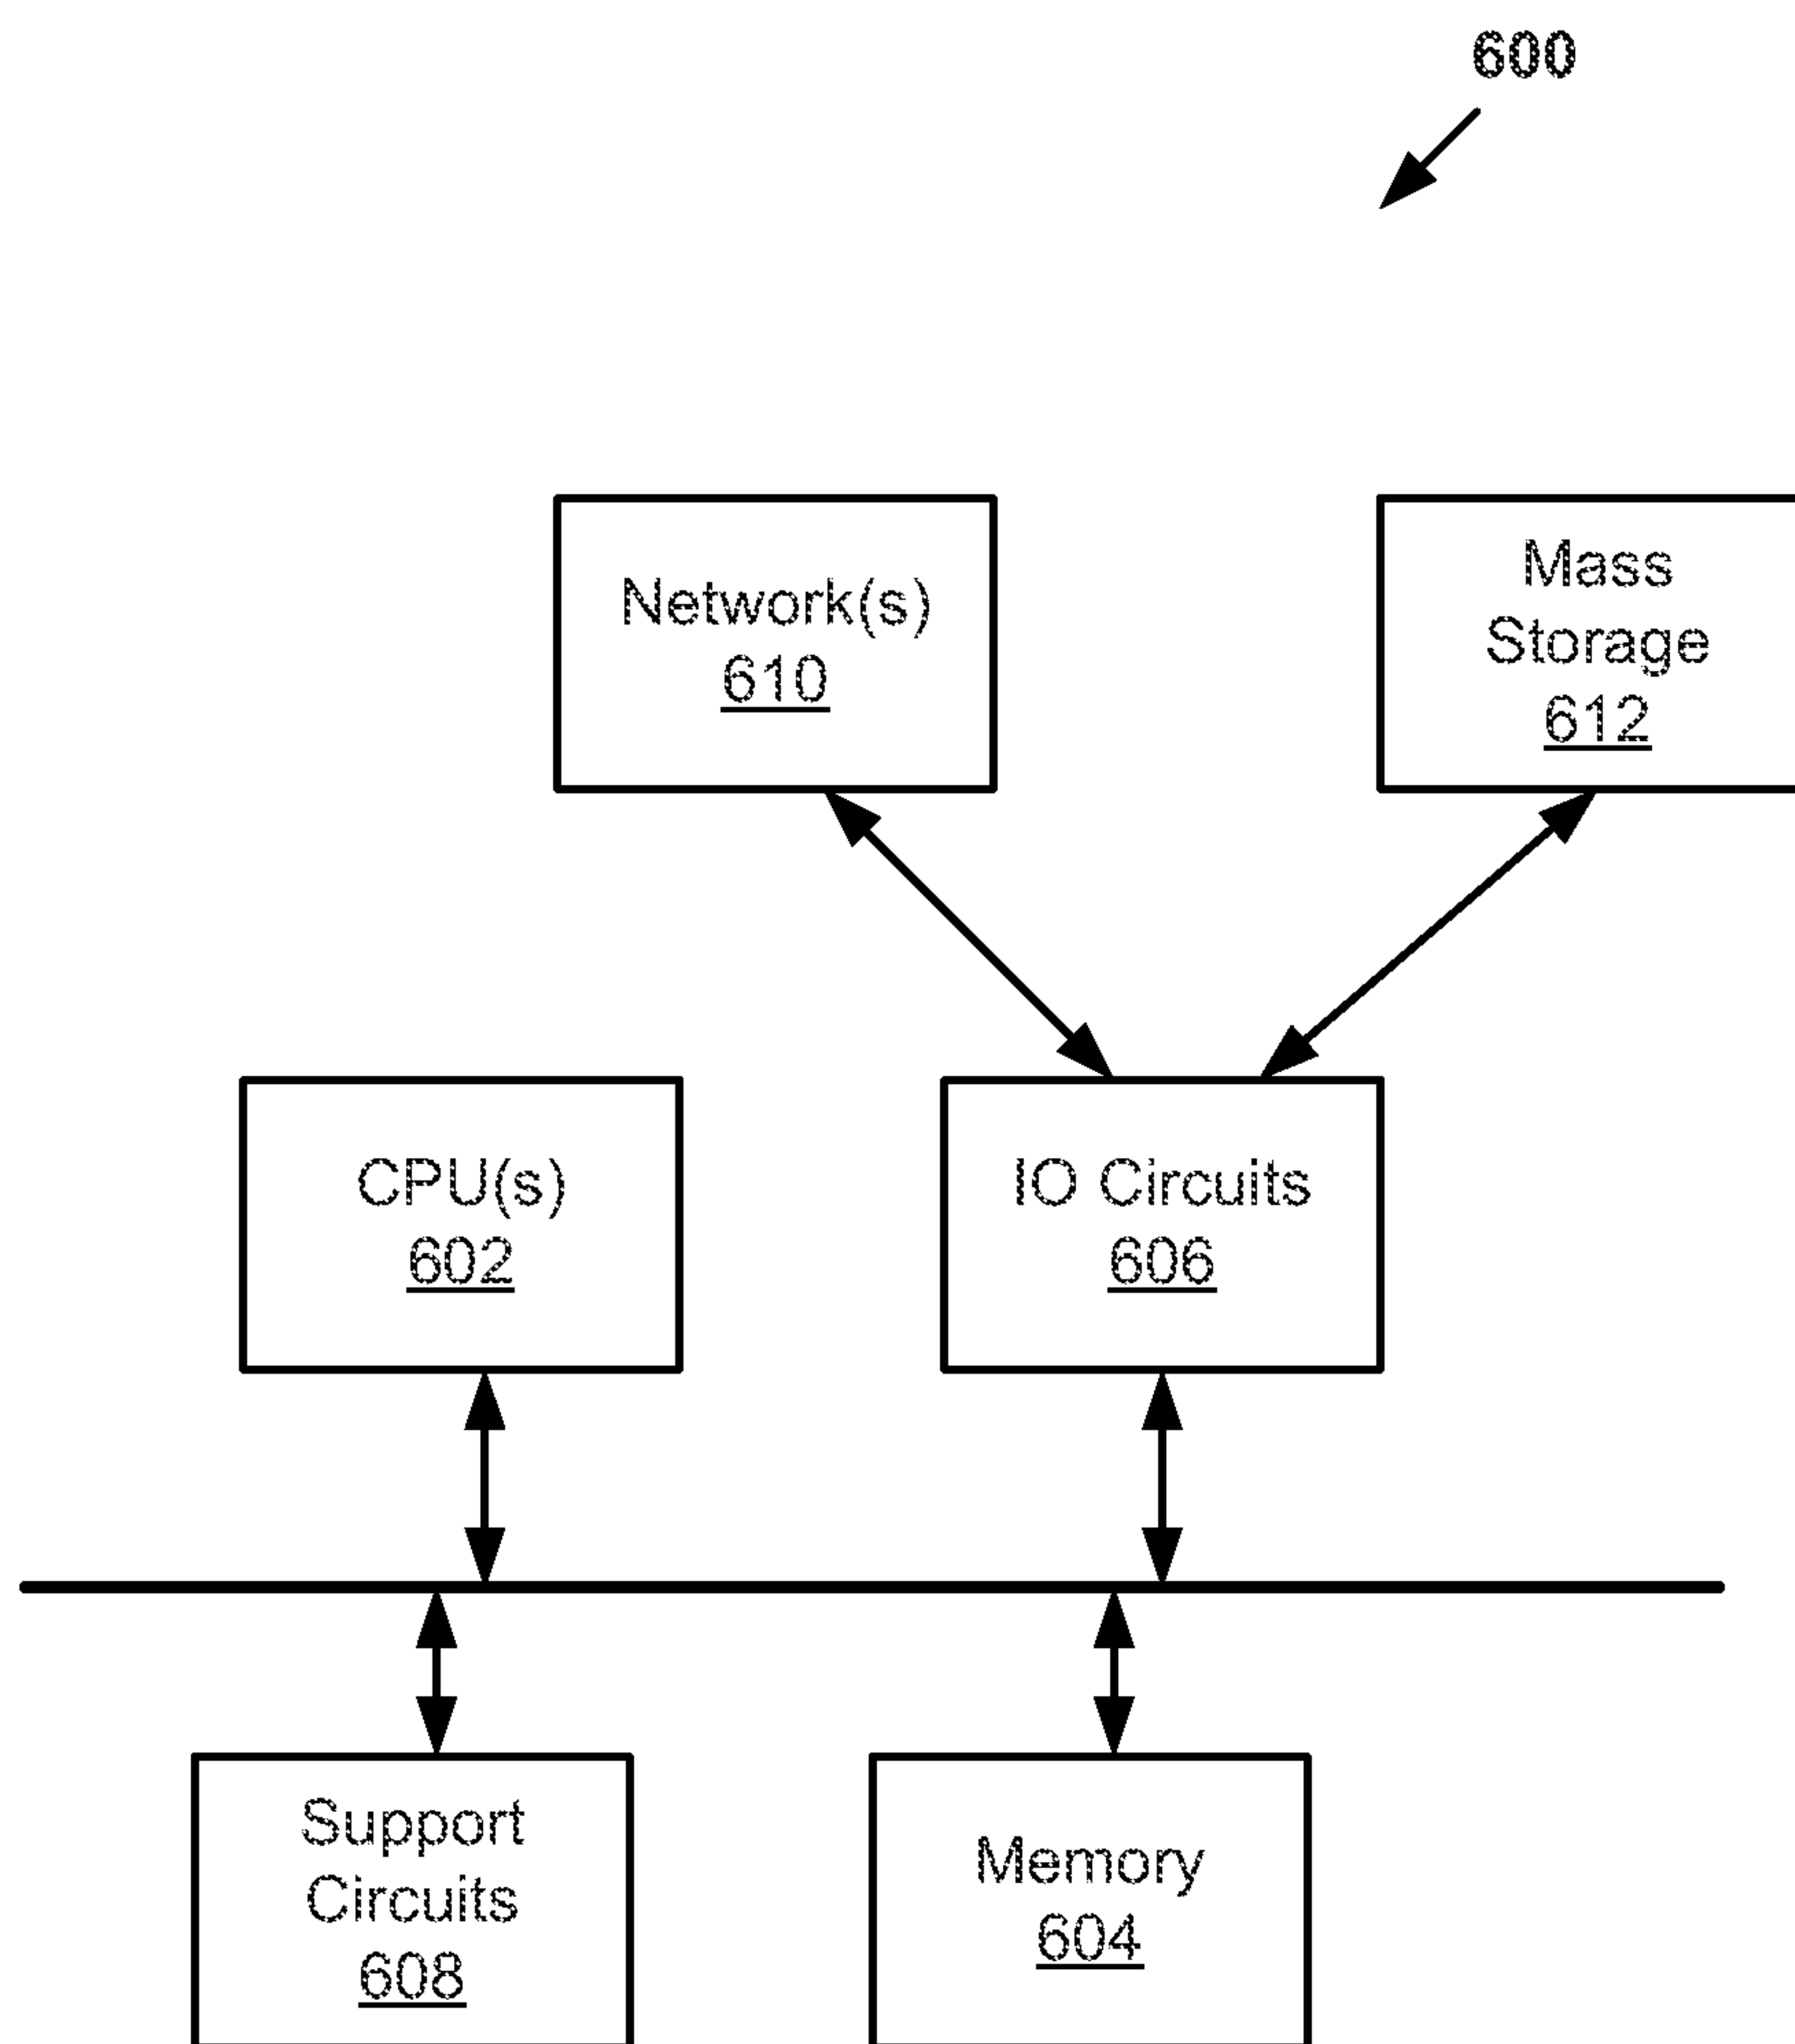 600
Network(s)
610
Mass
Storage
612
CPU(s)
602
IO Circuits
606
Support
Circuits
608
Memory
604